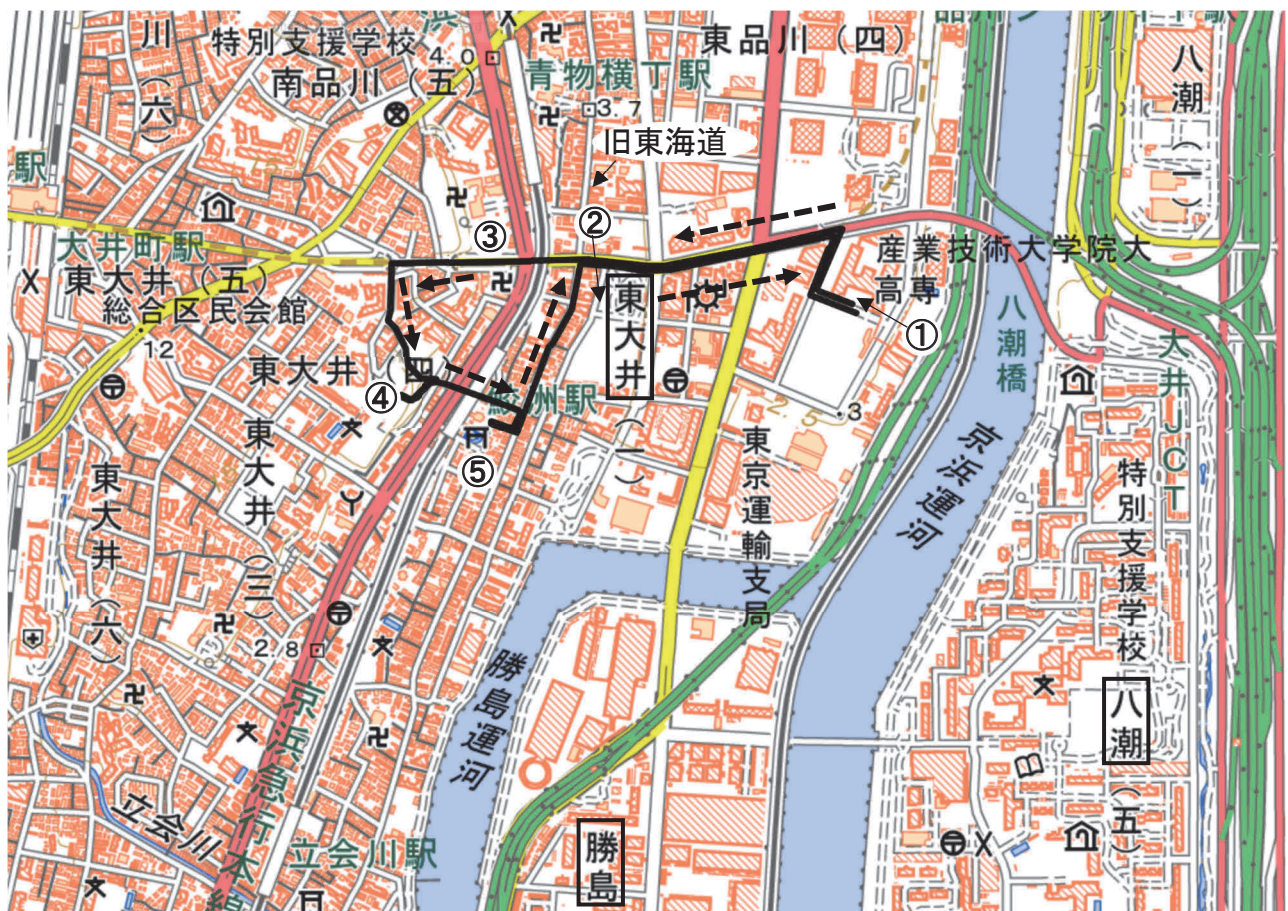 川(六)
特別支援学校
4.0
南品川(五)
浜
青物横丁駅
3.7
旧東海道
東品川(四)
八潮(一)
駅
大井町駅
③
②
東大井(五)
総合区民会館
12
東大井
(四)
④
鮫洲駅
⑤
東大井
(一)
産業技術大学院大
高専
①
八潮橋
2.5
3
大井JCT
東大井(三)
東大井(六)
東京運輸支局
京浜運河
特別支援学校
2.8
京浜急行本線
勝島運河
八潮
(五)
立会川
立会川駅
勝島